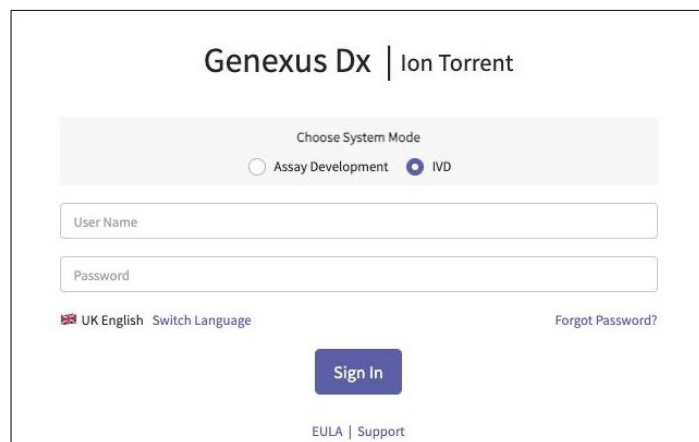 Genexus Dx | Ion Torrent
Choose System Mode
Assay Development IVD
User Name
Password
UK English Switch Language Forgot Password?
Sign In
EULA | Support